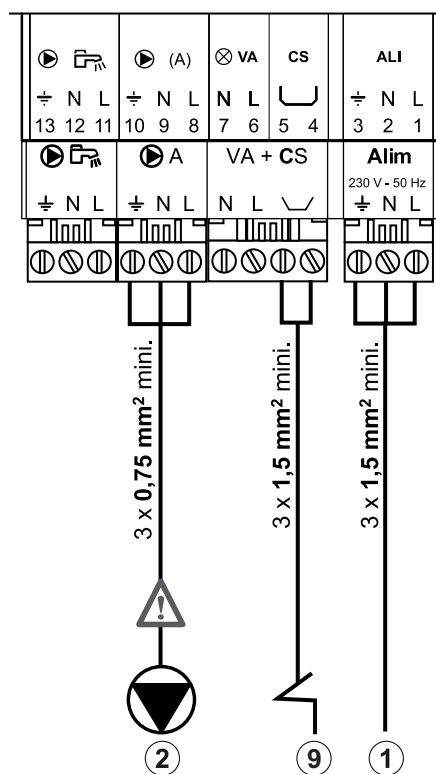 (A) VA CS ALI
N L N L N L N L
13 12 11 10 9 8 7 6 5 4 3 2 1
A VA + CS Alim
230 V - 50 Hz
N L N L N L N L
3 x 0,75 mm² mini.
3 x 1,5 mm² mini.
3 x 1,5 mm² mini.
2 9 1